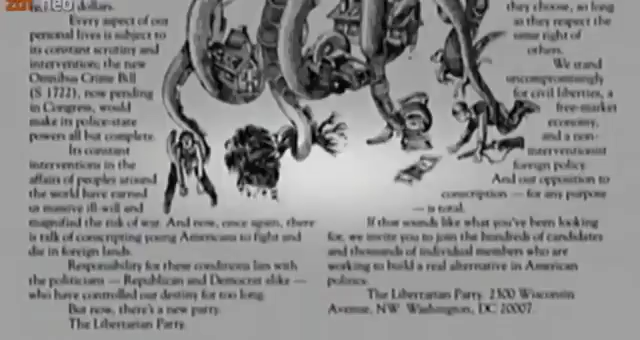 zdf_neo
dollars.
Every aspect of our
personal lives is subject to
its constant scrutiny and
intervention; the new
Omnibus Crime Bill
(S 1722), now pending
in Congress, would
make its police-state
powers all but complete.
Its constant
interventions in the
affairs of peoples around
the world have earned
us massive ill-will and
magnified the risk of war. And now, once again, there
is talk of conscripting young Americans to fight and
die in foreign lands.
Responsibility for these conditions lies with
the politicians — Republican and Democrat alike —
who have controlled our destiny for too long.
But now, there's a new party.
The Libertarian Party.
they choose, so long
as they respect the
same right of
others.
We stand
uncompromisingly
for civil liberties, a
free-market
economy,
and a non-
interventionist
foreign policy.
And our opposition to
conscription — for any purpose
— is total.
If that sounds like what you've been looking
for, we invite you to join the hundreds of candidates
and thousands of individual members who are
working to build a real alternative in American
politics.
The Libertarian Party. 2300 Wisconsin
Avenue, NW Washington, DC 20007.